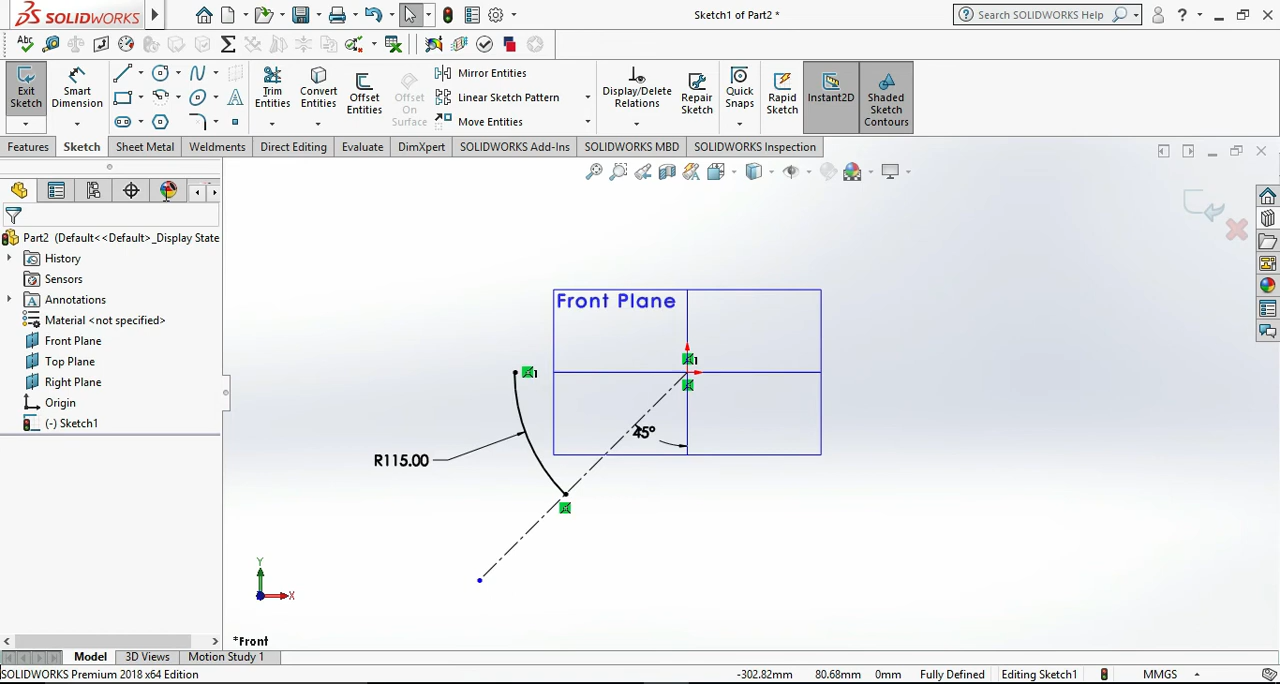 SOLIDWORKS
Sketch1 of Part2 *
Search SOLIDWORKS Help
?
Exit Sketch
Smart Dimension
Trim Entities
Convert Entities
Offset Entities
Offset On Surface
Mirror Entities
Linear Sketch Pattern
Move Entities
Display/Delete Relations
Repair Sketch
Quick Snaps
Rapid Sketch
Instant2D
Shaded Sketch Contours
Features
Sketch
Sheet Metal
Weldments
Direct Editing
Evaluate
DimXpert
SOLIDWORKS Add-Ins
SOLIDWORKS MBD
SOLIDWORKS Inspection
Part2 (Default<<Default>_Display State
History
Sensors
Annotations
Material <not specified>
Front Plane
Top Plane
Right Plane
Origin
(-) Sketch1
Front Plane
1
1
45°
R115.00
Y
X
*Front
Model
3D Views
Motion Study 1
SOLIDWORKS Premium 2018 x64 Edition
-302.82mm
80.68mm
0mm
Fully Defined
Editing Sketch1
MMGS